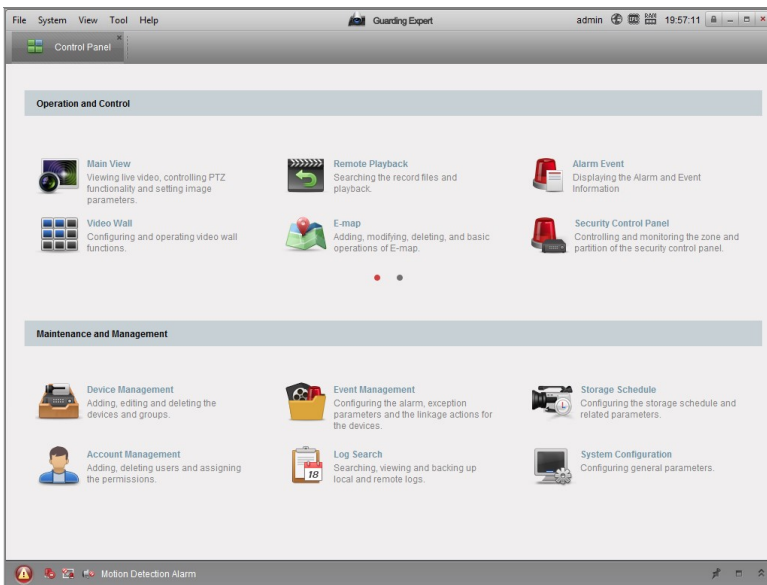 File System View Tool Help Guarding Expert admin 19:57:11
Control Panel
Operation and Control
Main View
Viewing live video, controlling PTZ
functionality and setting image
parameters.
Remote Playback
Searching the record files and
playback.
Alarm Event
Displaying the Alarm and Event
Information
Video Wall
Configuring and operating video wall
functions.
E-map
Adding, modifying, deleting, and basic
operations of E-map.
Security Control Panel
Controlling and monitoring the zone and
partition of the security control panel.
Maintenance and Management
Device Management
Adding, editing and deleting the
devices and groups.
Event Management
Configuring the alarm, exception
parameters and the linkage actions for
the devices.
Storage Schedule
Configuring the storage schedule and
related parameters.
Account Management
Adding, deleting users and assigning
the permissions.
Log Search
Searching, viewing and backing up
local and remote logs.
18
System Configuration
Configuring general parameters.
Motion Detection Alarm